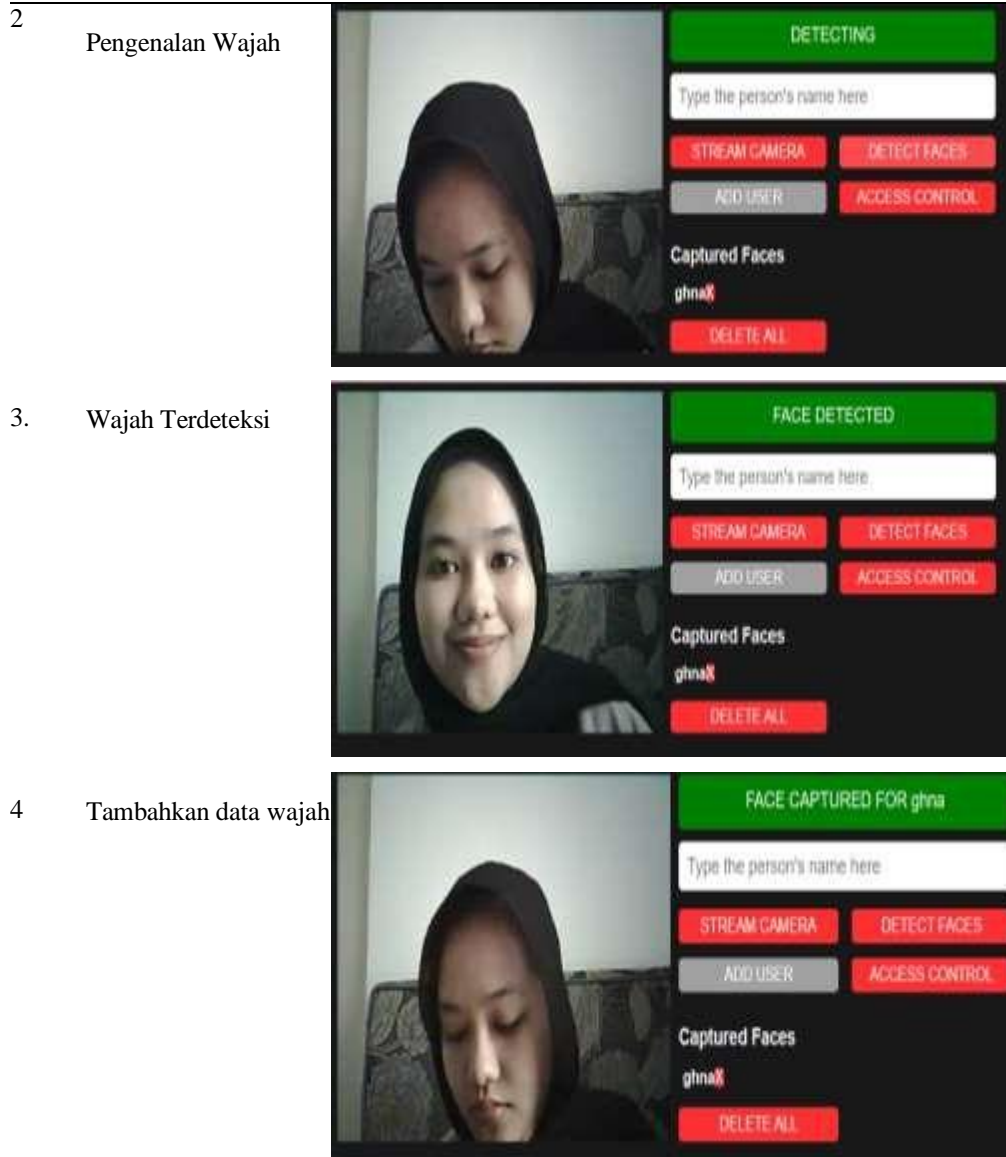 2
Pengenalan Wajah
DETECTING
Type the person's name here
STREAM CAMERA
DETECT FACES
ADD USER
ACCESS CONTROL
Captured Faces
ghnaX
DELETE ALL
3.
Wajah Terdeteksi
FACE DETECTED
Type the person's name here
STREAM CAMERA
DETECT FACES
ADD USER
ACCESS CONTROL
Captured Faces
ghnaX
DELETE ALL
4
Tambahkan data wajah
FACE CAPTURED FOR ghna
Type the person's name here
STREAM CAMERA
DETECT FACES
ADD USER
ACCESS CONTROL
Captured Faces
ghnaX
DELETE ALL